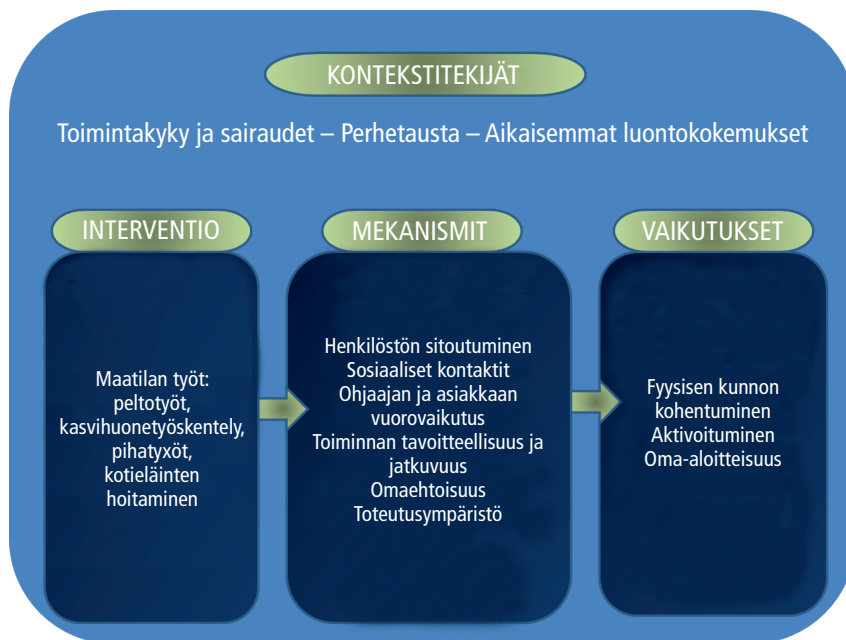 KONTEKSTITEKIJÄT
Toimintakyky ja sairaudet – Perhetausta – Aikaisemmat luontokokemukset
INTERVENTIO
Maatilan työt:
peltotyöt,
kasvihuonetyöskentely,
pihatyxöt,
kotieläinten
hoitaminen
MEKANISMIT
Henkilöstön sitoutuminen
Sosiaaliset kontaktit
Ohjaajan ja asiakkaan
vuorovaikutus
Toiminnan tavoitteellisuus ja
jatkuvuus
Omaehtoisuus
Toteutusympäristö
VAIKUTUKSET
Fyysisen kunnon
kohentuminen
Aktivoituminen
Oma-aloitteisuus